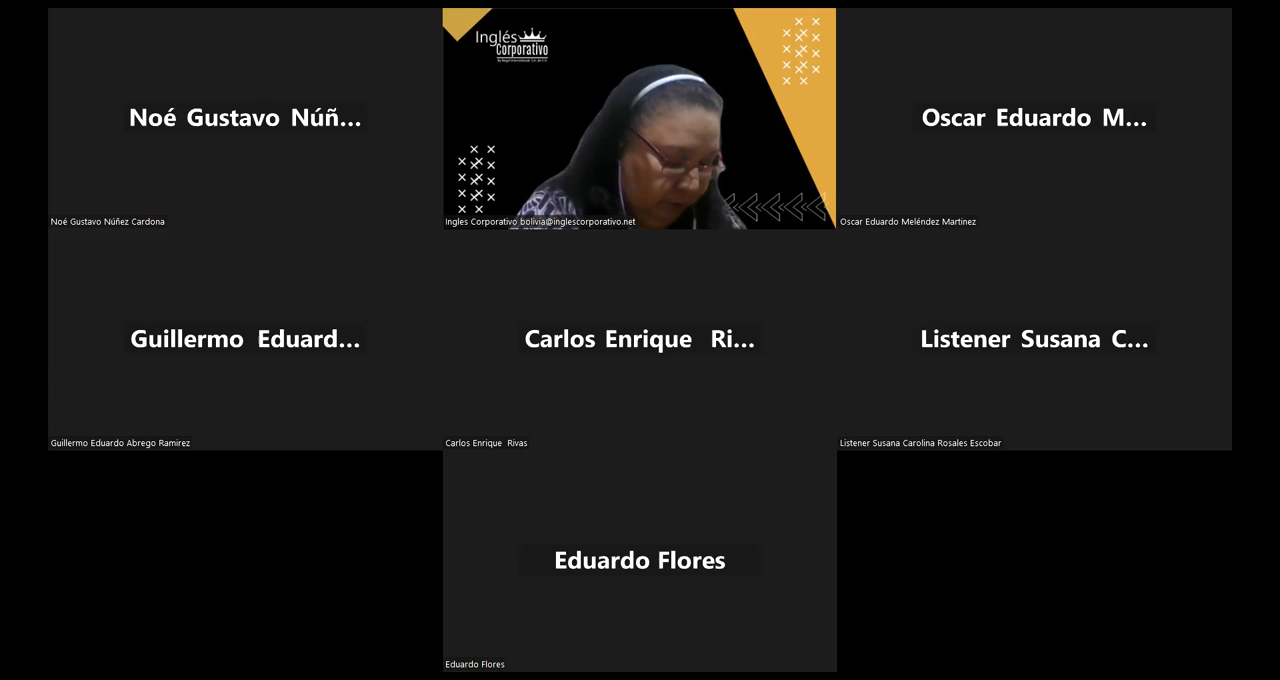 Noé Gustavo Núñ...
Noé Gustavo Núñez Cardona
Inglés
Corporativo
Ingles Corporativo bolivia@inglescorporativo.net
Oscar Eduardo M...
Oscar Eduardo Meléndez Martinez
Guillermo Eduard...
Guillermo Eduardo Abrego Ramirez
Carlos Enrique Ri...
Carlos Enrique Rivas
Listener Susana C...
Listener Susana Carolina Rosales Escobar
Eduardo Flores
Eduardo Flores